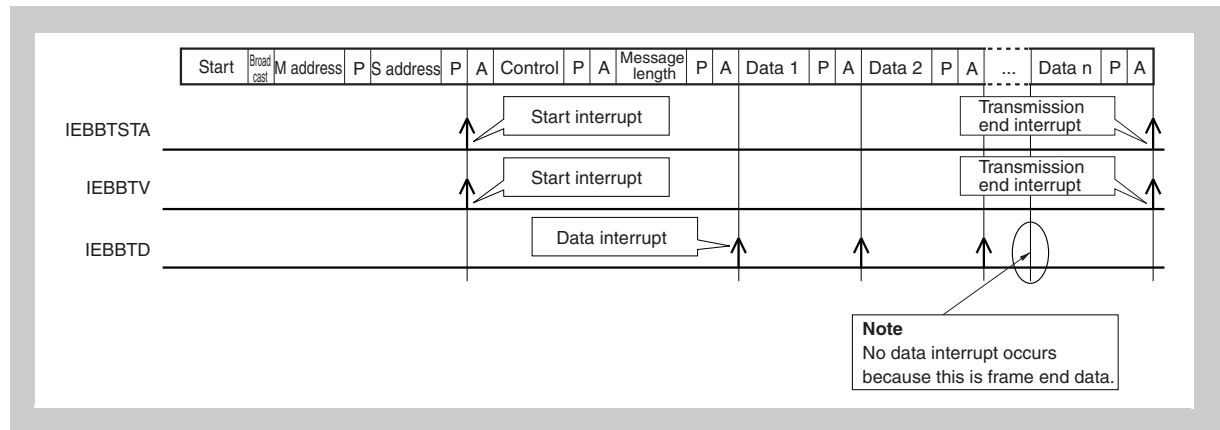 Start Broad cast M address P S address P A Control P A Message length P A Data 1 P A Data 2 P A ... Data n P A
IEBBTSTA
Start interrupt
Transmission
end interrupt
IEBBTV
Start interrupt
Transmission
end interrupt
IEBBTD
Data interrupt
Note
No data interrupt occurs
because this is frame end data.